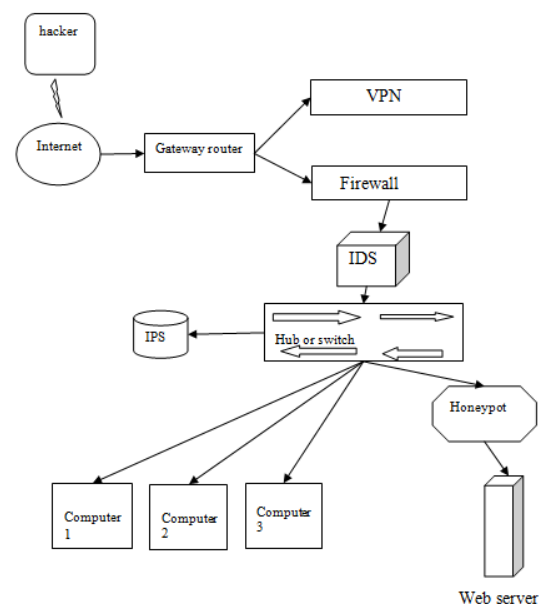 hacker
Internet
Gateway router
VPN
Firewall
IDS
IPS
Hub or switch
Honeypot
Computer
1
Computer
2
Computer
3
Web server